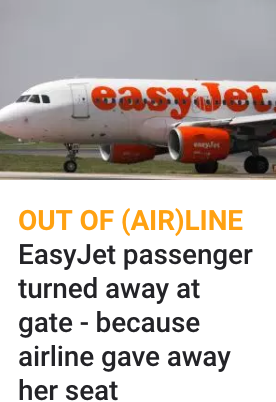 easyJet
easyJet
OUT OF (AIR)LINE
EasyJet passenger
turned away at
gate - because
airline gave away
her seat